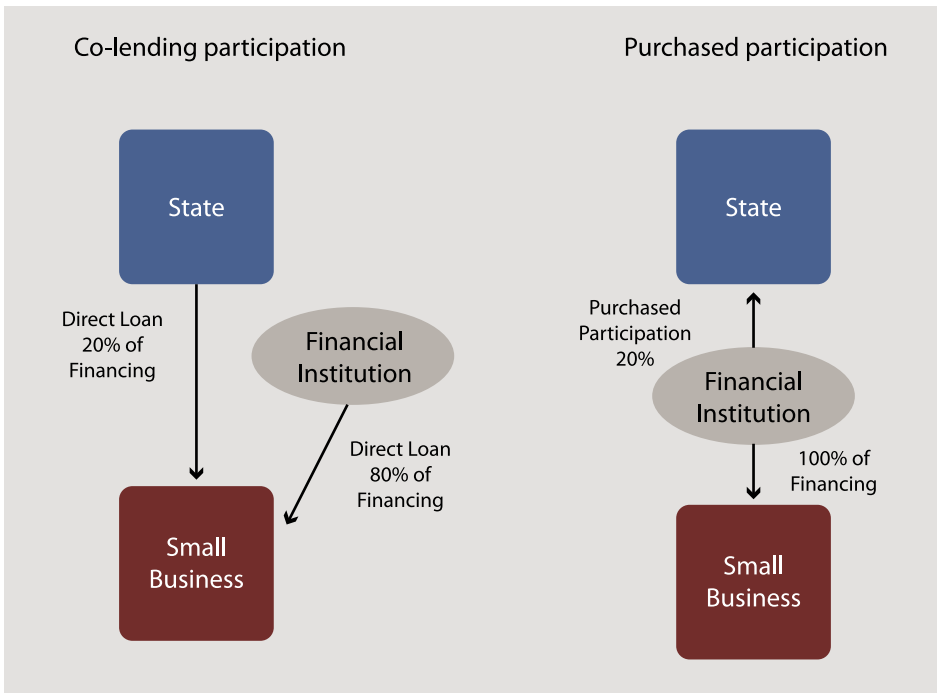 Co-lending participation
State
Direct Loan
20% of
Financing
Financial
Institution
Direct Loan
80% of
Financing
Small
Business
Purchased participation
State
Purchased
Participation
20%
Financial
Institution
100% of
Financing
Small
Business